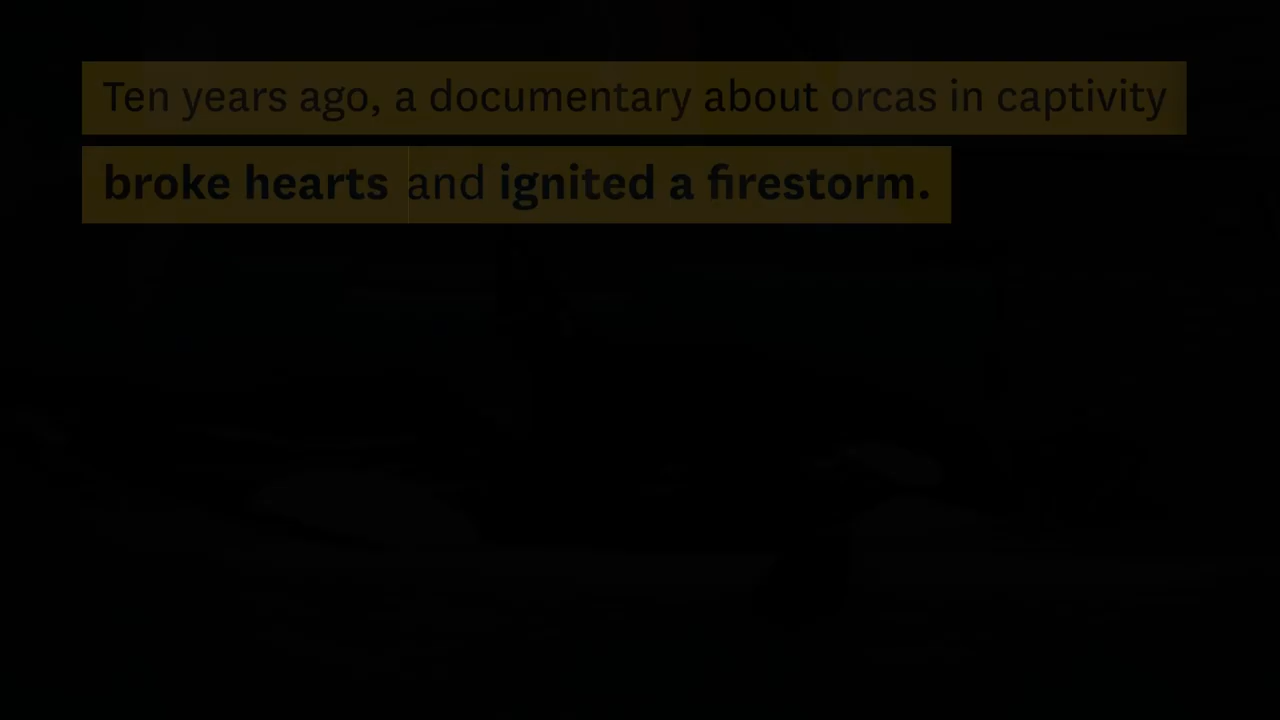 Ten years ago, a documentary about orcas in captivity
broke hearts and ignited a firestorm.